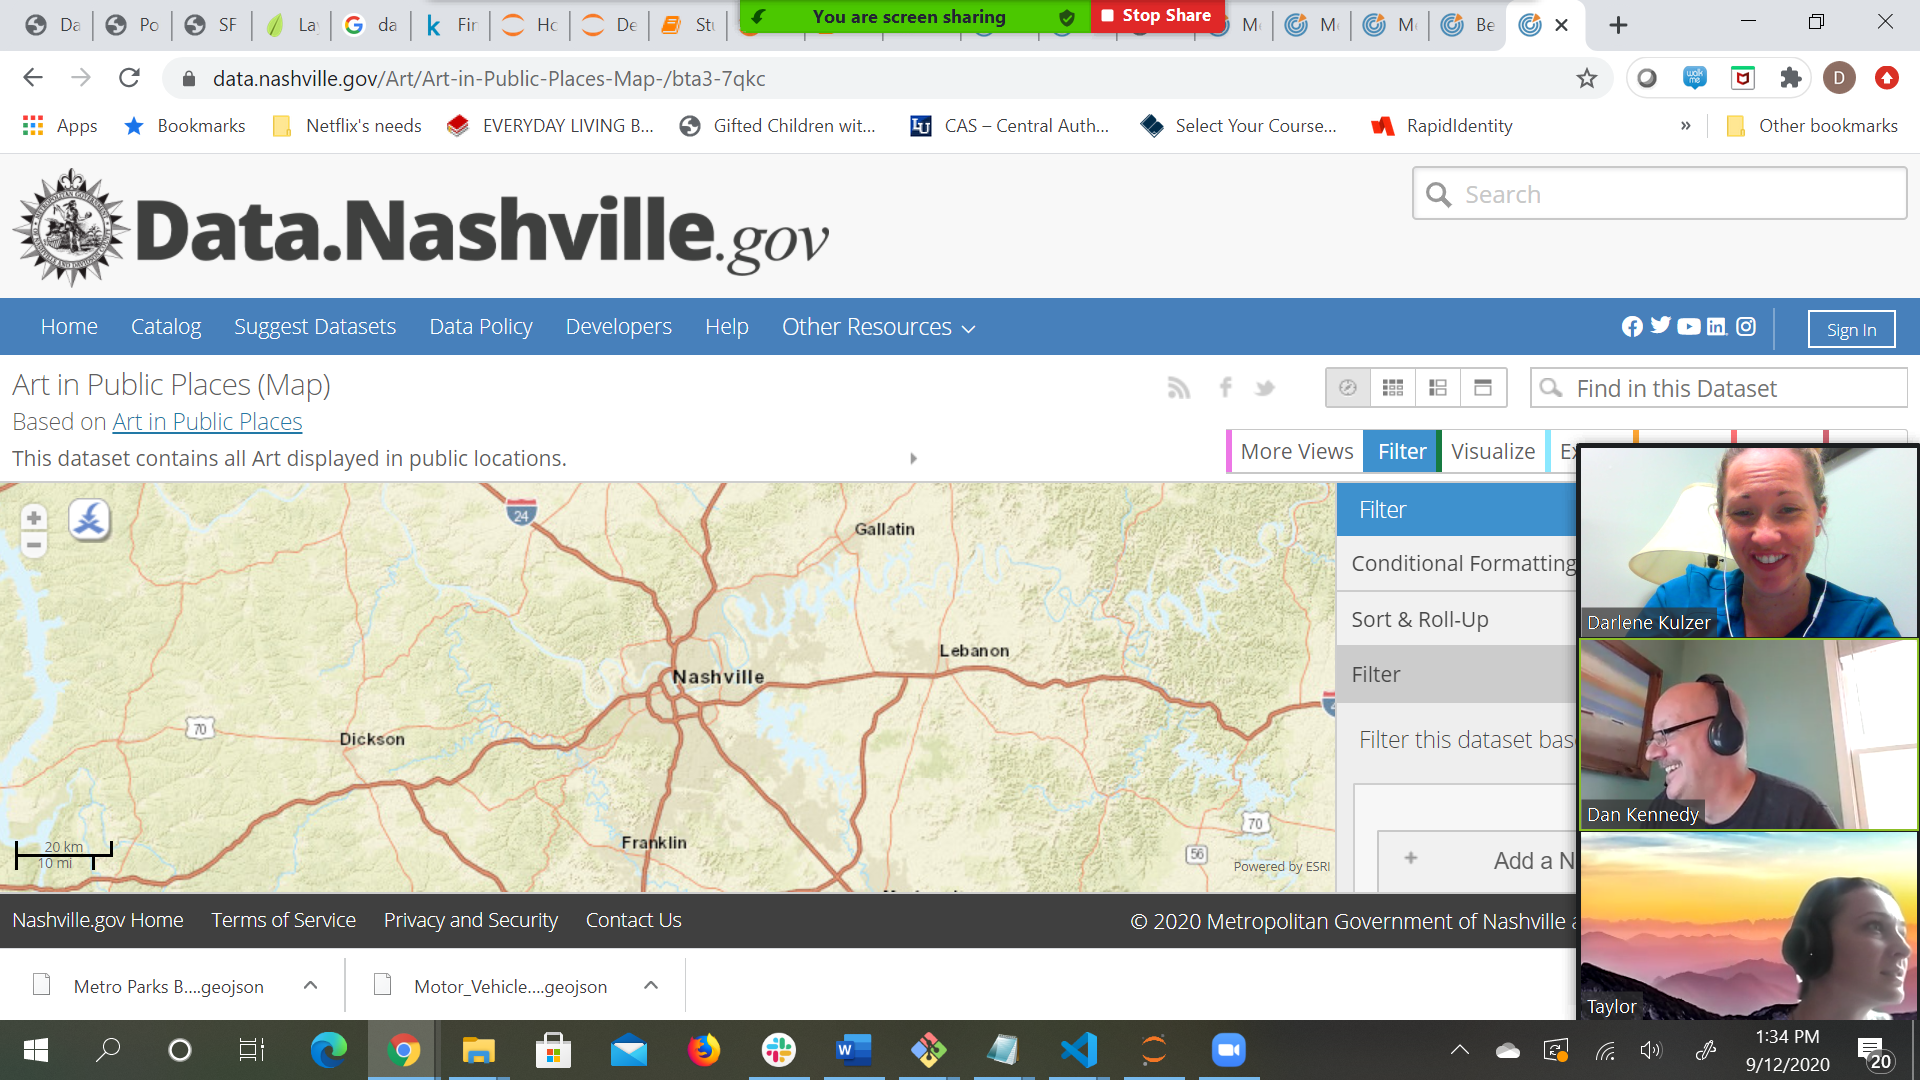 Da
Po
SF
La
da
Fir
Ho
De
Stu
You are screen sharing
Stop Share
Mo
Mo
Be
data.nashville.gov/Art/Art-in-Public-Places-Map-/bta3-7qkc
D
Apps
Bookmarks
Netflix's needs
EVERYDAY LIVING B...
Gifted Children wit...
LU
CAS – Central Auth...
Select Your Course...
RapidIdentity
»
Other bookmarks
Data.Nashville.gov
Search
Home
Catalog
Suggest Datasets
Data Policy
Developers
Help
Other Resources
Sign In
Art in Public Places (Map)
Based on Art in Public Places
This dataset contains all Art displayed in public locations.
Find in this Dataset
More Views
Filter
Visualize
Ex
24
Gallatin
Lebanon
Nashville
70
Dickson
Franklin
70
56
20 km
10 mi
Powered by ESRI
Filter
Conditional Formatting
Sort & Roll-Up
Filter
Filter this dataset bas
+
Add a N
Darlene Kulzer
Dan Kennedy
Taylor
Nashville.gov Home
Terms of Service
Privacy and Security
Contact Us
© 2020 Metropolitan Government of Nashville a
Metro Parks B....geojson
Motor_Vehicle....geojson
1:34 PM
9/12/2020
20